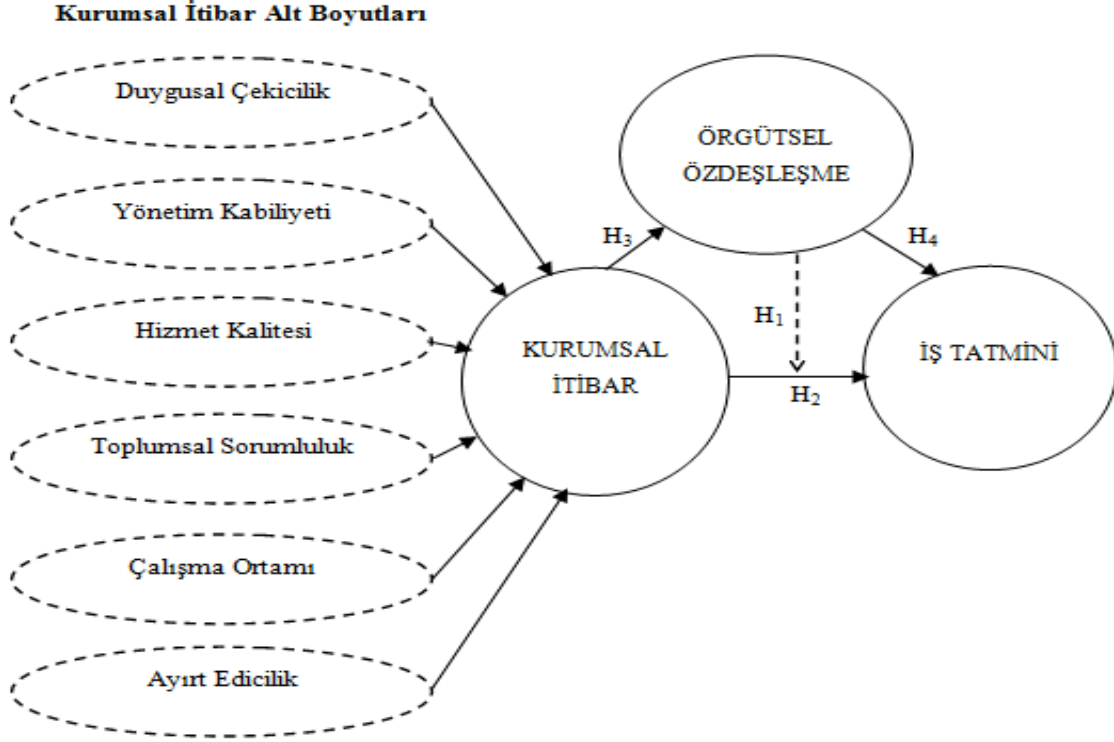 Kurumsal İtibar Alt Boyutları
Duygusal Çekicilik
Yönetim Kabiliyeti
Hizmet Kalitesi
Toplumsal Sorumluluk
Çalışma Ortamı
Ayırt Edicilik
KURUMSAL
İTİBAR
H₃
ÖRGÜTSEL
ÖZDEŞLEŞME
H₄
H₁
H₂
İŞ TATMİNİ